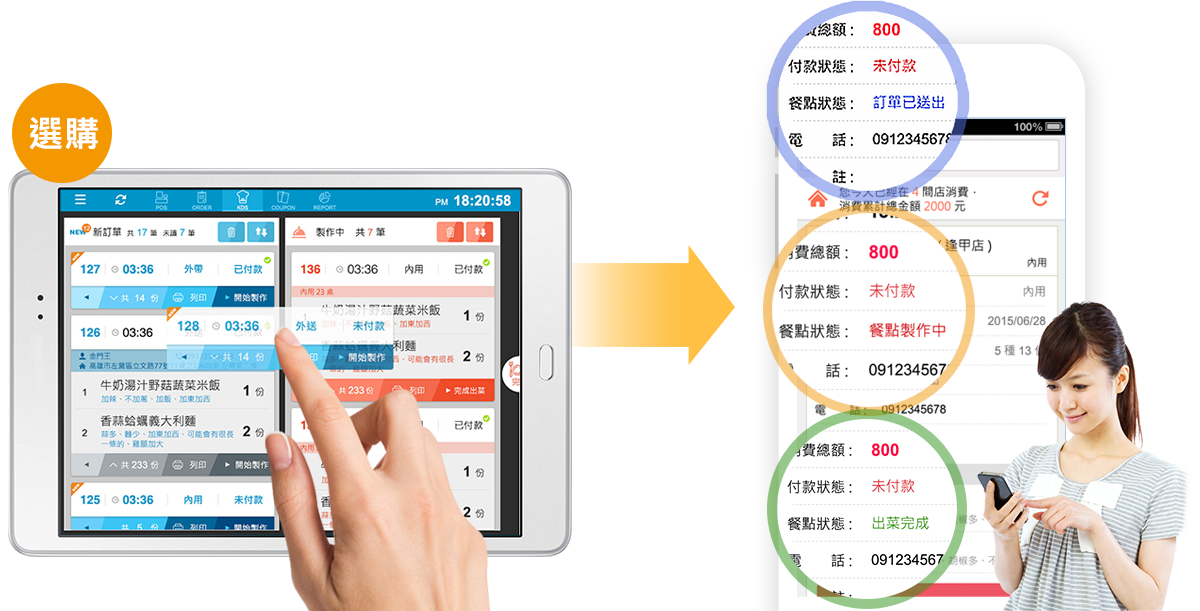 選購
POS
ORDER
KDS
COUPON
REPORT
PM 18:20:58
NEW 新訂單 共 17 筆 未讀 7 筆
127 03:36 外帶 已付款
共 14 份 列印 開始製作
126 03:36
128 03:36 外送 未付款
共 14 份 印 開始製作
金門王
高雄市左營區立文路77號
1 牛奶湯汁野菇蔬菜米飯 1 份
加辣、不加蔥、加飯、加東加西
香蒜蛤蠣義大利麵
2 蒜多、麵少、加東加西、可能會有很長 2 份
一條的、雞腿加大
共 233 份 列印 開始製作
125 03:36 內用 未付款
共 5 份 列印 開始製作
製作中 共 7 筆
136 03:36 內用 已付款
內用 23 桌
牛奶湯汁野菇蔬菜米飯 1 份
、加東加西
利麵
、可能會有很長 2 份
雞腿加大
共 233 份 列印 完成出菜
已付款
內用
1 份
2 份
完
費總額： 800
付款狀態： 未付款
餐點狀態： 訂單已送出
電 話： 0912345678
註：
100%
您今天已經在 4 間店消費，
消費累計總金額 2000 元
(逢甲店)
內用
消費總額： 800
付款狀態： 未付款
餐點狀態： 餐點製作中
話： 091234567
內用
2015/06/28
5 種 13
電 話： 0912345678
消費總額： 800
付款狀態： 未付款
餐點狀態： 出菜完成
電 話： 091234567
註：
胡椒多、不